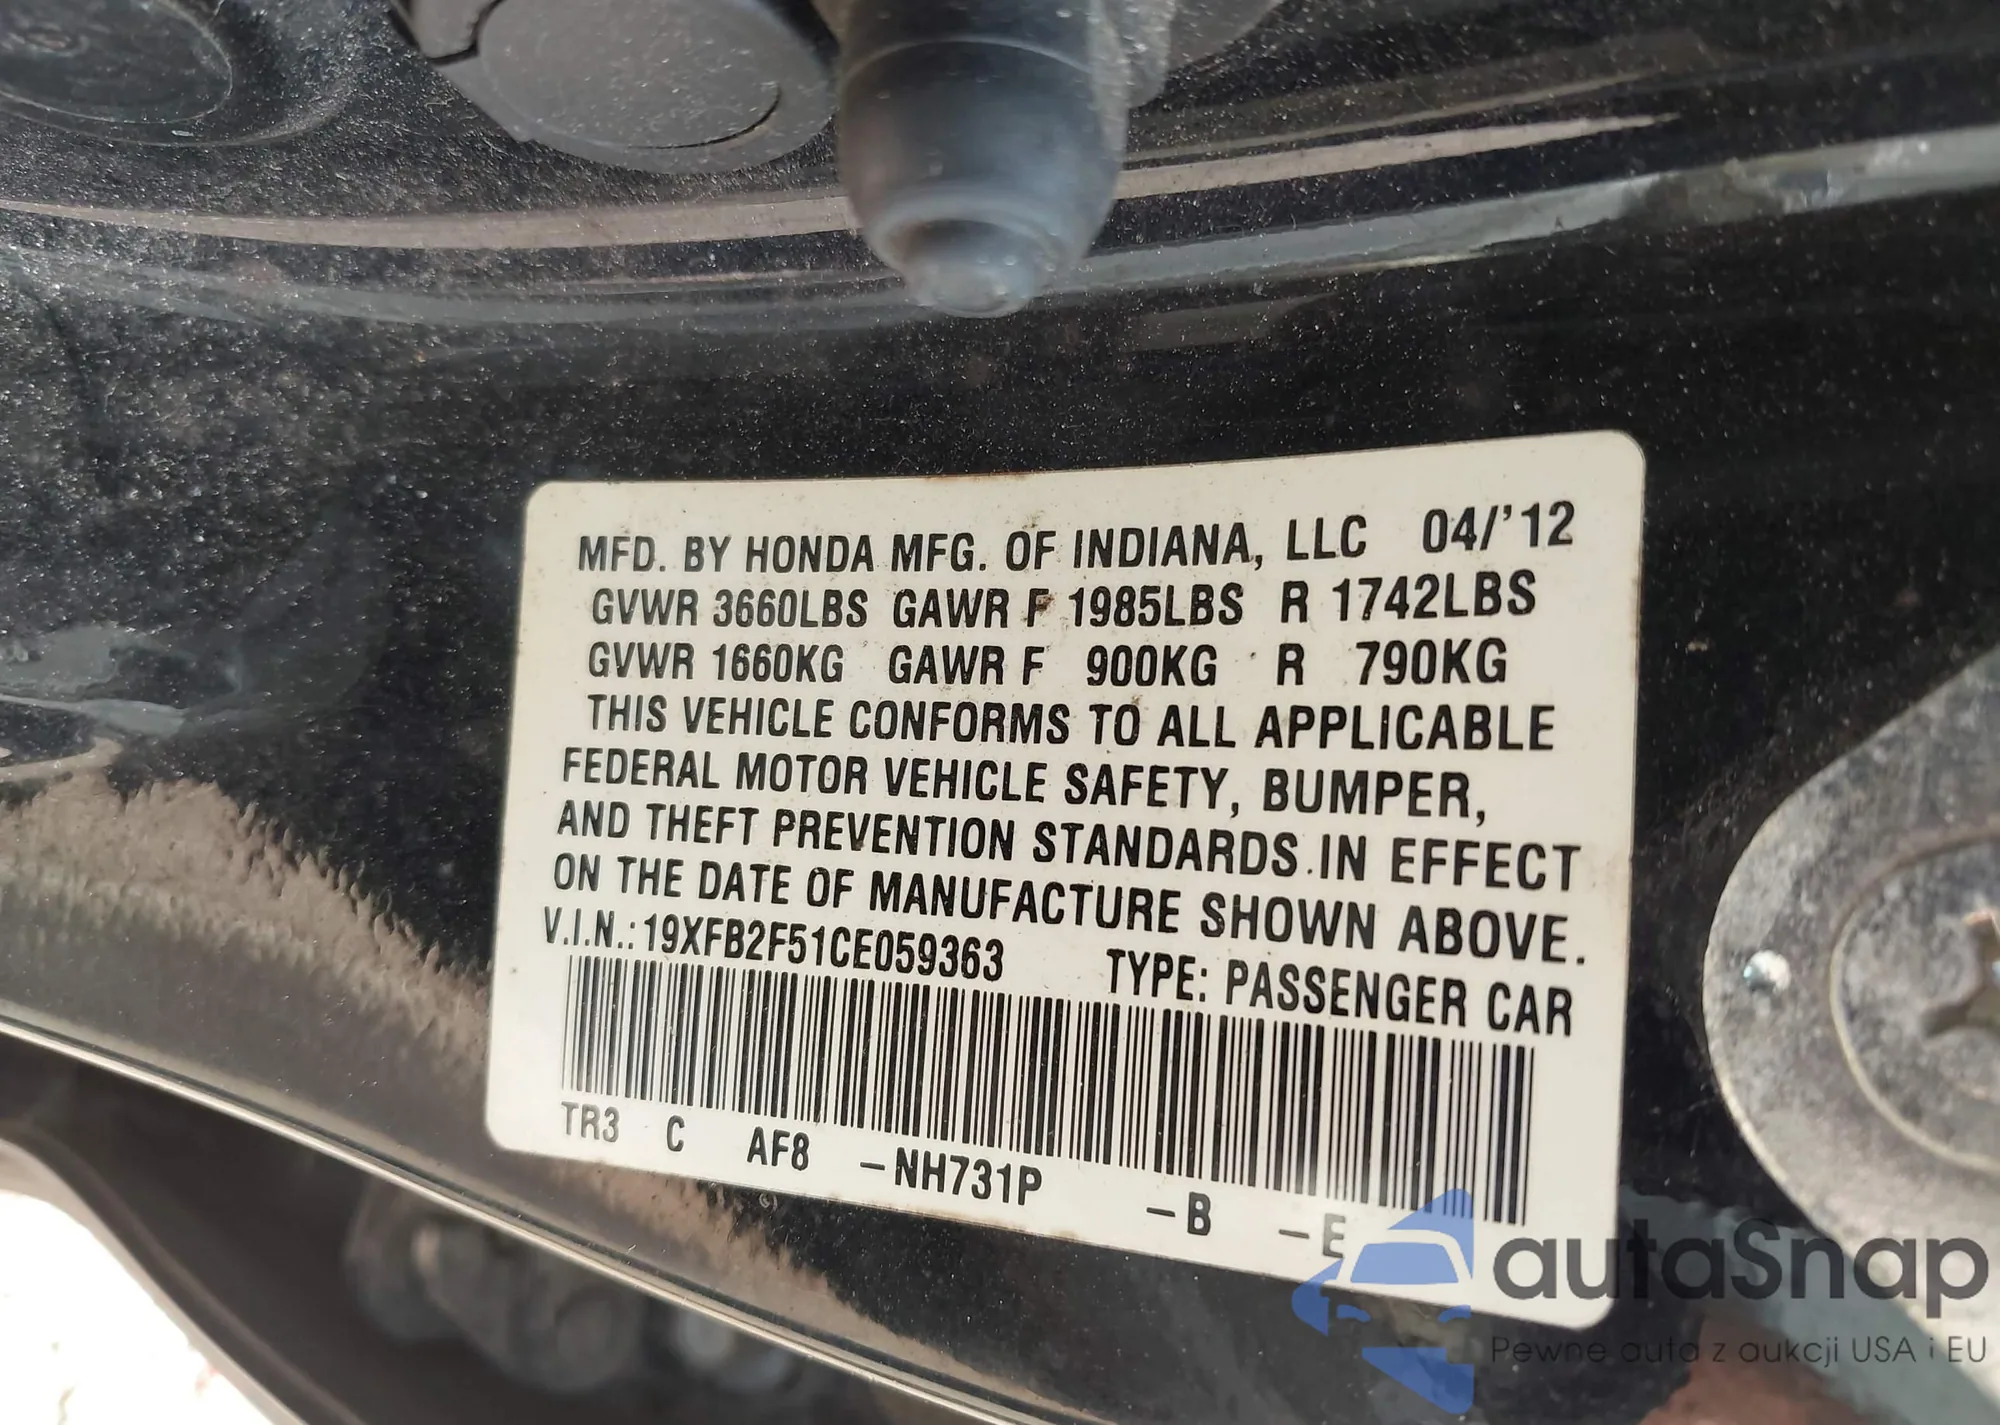 MFD. BY HONDA MFG. OF INDIANA, LLC 04/'12
GVWR 3660LBS GAWR F 1985LBS R 1742LBS
GVWR 1660KG GAWR F 900KG R 790KG
THIS VEHICLE CONFORMS TO ALL APPLICABLE
FEDERAL MOTOR VEHICLE SAFETY, BUMPER,
AND THEFT PREVENTION STANDARDS IN EFFECT
ON THE DATE OF MANUFACTURE SHOWN ABOVE.
V.I.N.: 19XFB2F51CE059363 TYPE: PASSENGER CAR
TR3 C AF8 -NH731P -B -E
autaSnap
Pewne auta z aukcji USA i EU